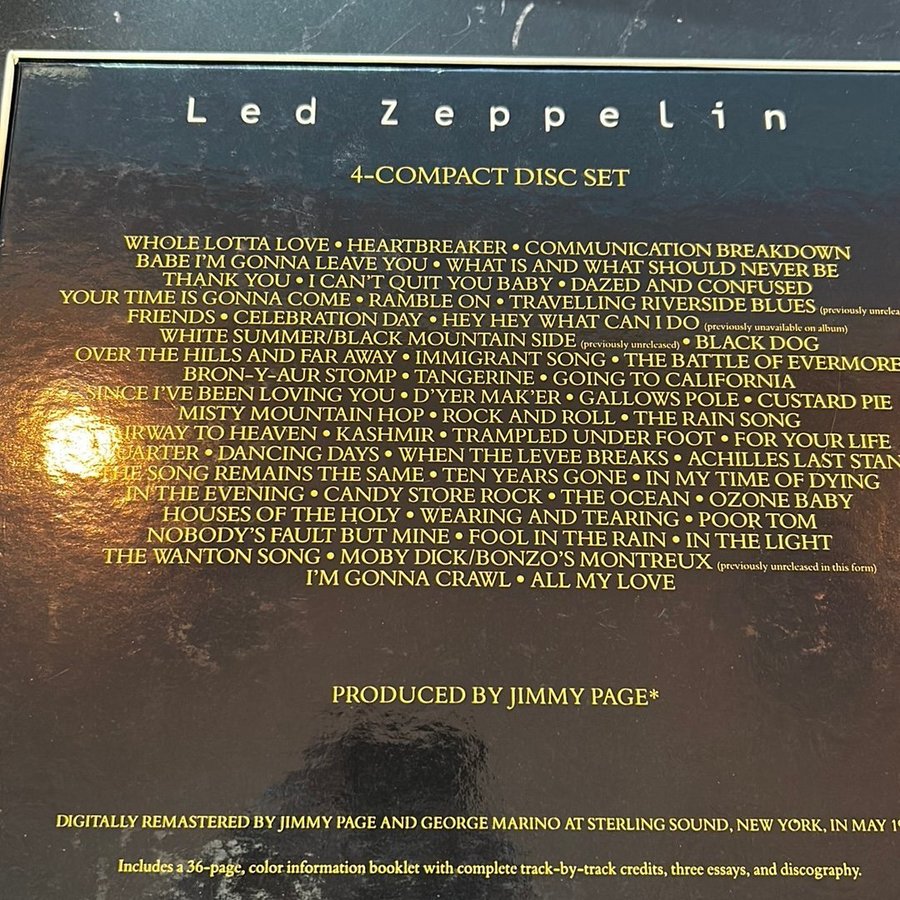 Led Zeppelin
4-COMPACT DISC SET
WHOLE LOTTA LOVE • HEARTBREAKER • COMMUNICATION BREAKDOWN
BABE I'M GONNA LEAVE YOU • WHAT IS AND WHAT SHOULD NEVER BE
THANK YOU • I CAN'T QUIT YOU BABY • DAZED AND CONFUSED
YOUR TIME IS GONNA COME • RAMBLE ON • TRAVELLING RIVERSIDE BLUES (previously
FRIENDS • CELEBRATION DAY • HEY HEY WHAT CAN I DO (previously unavailable on album)
WHITE SUMMER/BLACK MOUNTAIN SIDE (previously unreleased) • BLACK DOG
OVER THE HILLS AND FAR AWAY • IMMIGRANT SONG • THE BATTLE OF EVERMORE
BRON-Y-AUR STOMP • TANGERINE • GOING TO CALIFORNIA
SINCE I'VE BEEN LOVING YOU • D'YER MAK'ER • GALLOWS POLE • CUSTARD PIE
MISTY MOUNTAIN HOP • ROCK AND ROLL • THE RAIN SONG
TO HEAVEN • KASHMIR • TRAMPLED UNDER FOOT • FOR YOUR LIFE
• DANCING DAYS • WHEN THE LEVEE BREAKS • ACHILLES LAST
THE SONG REMAINS THE SAME • TEN YEARS GONE • IN MY TIME OF DYING
IN THE EVENING • CANDY STORE ROCK • THE OCEAN • OZONE BABY
HOUSES OF THE HOLY • WEARING AND TEARING • POOR TOM
NOBODY'S FAULT BUT MINE • FOOL IN THE RAIN • IN THE LIGHT
THE WANTON SONG • MOBY DICK/BONZO'S MONTREUX (previously unreleased in this form)
I'M GONNA CRAWL • ALL MY LOVE
PRODUCED BY JIMMY PAGE*
DIGITALLY REMASTERED BY JIMMY PAGE AND GEORGE MARINO AT STERLING SOUND, NEW YORK, IN MAY
Includes a 36-page, color information booklet with complete track-by-track credits, three essays, and discography.